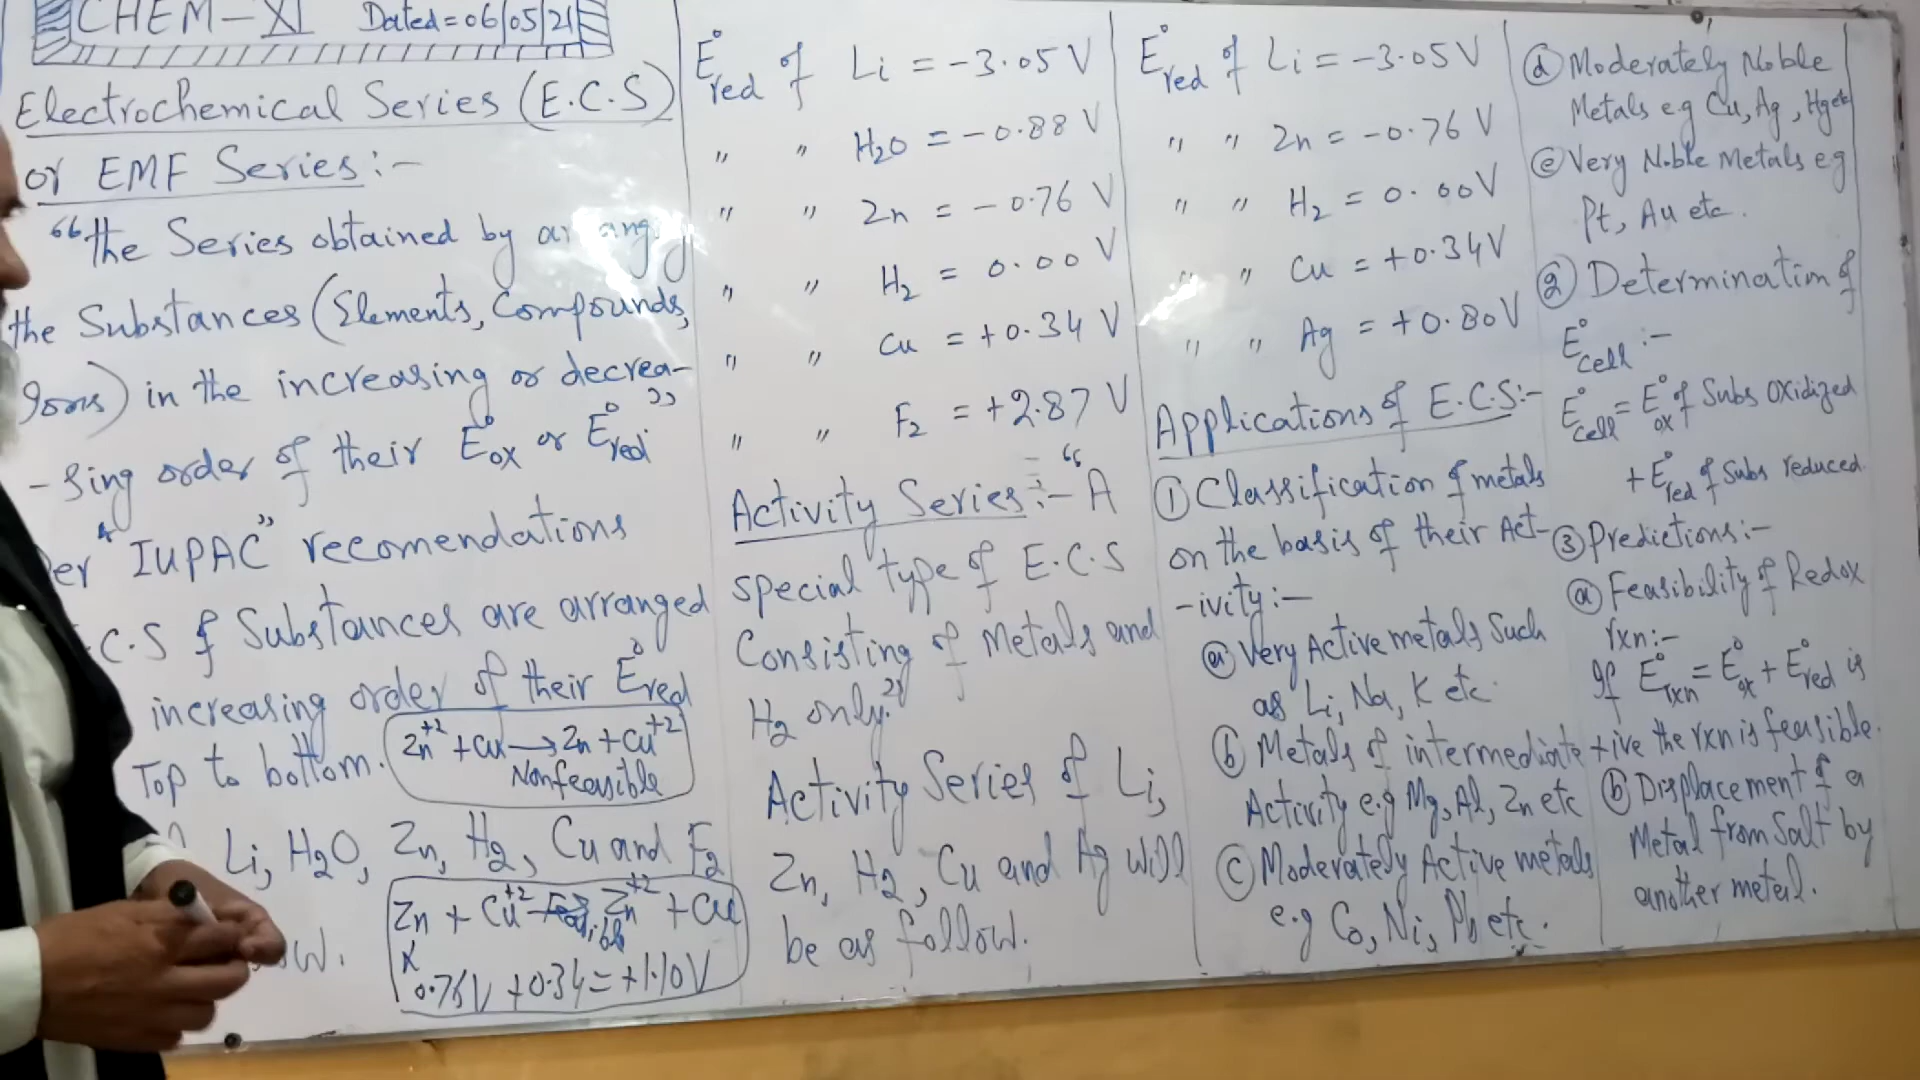 CHEM-XI Dated=06/05/21
Electrochemical Series (E.C.S)
or EMF Series:-
"the Series obtained by
the Substances (Elements, Compounds,
Ions) in the increasing or decrea-
-sing order of their E°ox or E°red"
"IUPAC" recomendations
C.S of Substances are arranged
increasing order of their E°red
Top to bottom.
Zn+2 + Cu → Zn + Cu+2
Nonfeasible
Li, H2O, Zn, H2, Cu and F2
Zn + Cu+2 → Zn+2 + Cu
0.76V + 0.34 = +1.10V
E°red of Li = -3.05 V
" " H2O = -0.88 V
" " Zn = -0.76 V
" " H2 = 0.00 V
" " Cu = +0.34 V
" " F2 = +2.87 V
Activity Series:- "A
special type of E.C.S
Consisting of Metals and
H2 only."
Activity Series of Li,
Zn, H2, Cu and Ag will
be as follow.
E°red of Li = -3.05 V
" " Zn = -0.76 V
" " H2 = 0.00V
" " Cu = +0.34V
" " Ag = +0.80V
Applications of E.C.S:-
① Classification of metals
on the basis of their Act-
-ivity:-
ⓐ Very Active metals Such
as Li, Na, K etc.
ⓑ Metals of intermediate
Activity e.g Mg, Al, Zn etc
ⓒ Moderately Active metals
e.g Co, Ni, Pb etc.
ⓓ Moderately Noble
Metals eg Cu, Ag, Hg etc
ⓔ Very Noble Metals eg
Pt, Au etc.
② Determination of
E°cell:-
E°cell = E°ox of Subs oxidized
+ E°red of Subs reduced.
③ Predictions:-
ⓐ Feasibility of Redox
rxn:-
If E°rxn = E°ox + E°red is
+ive the rxn is feasible.
ⓑ Displacement of a
Metal from Salt by
another metal.